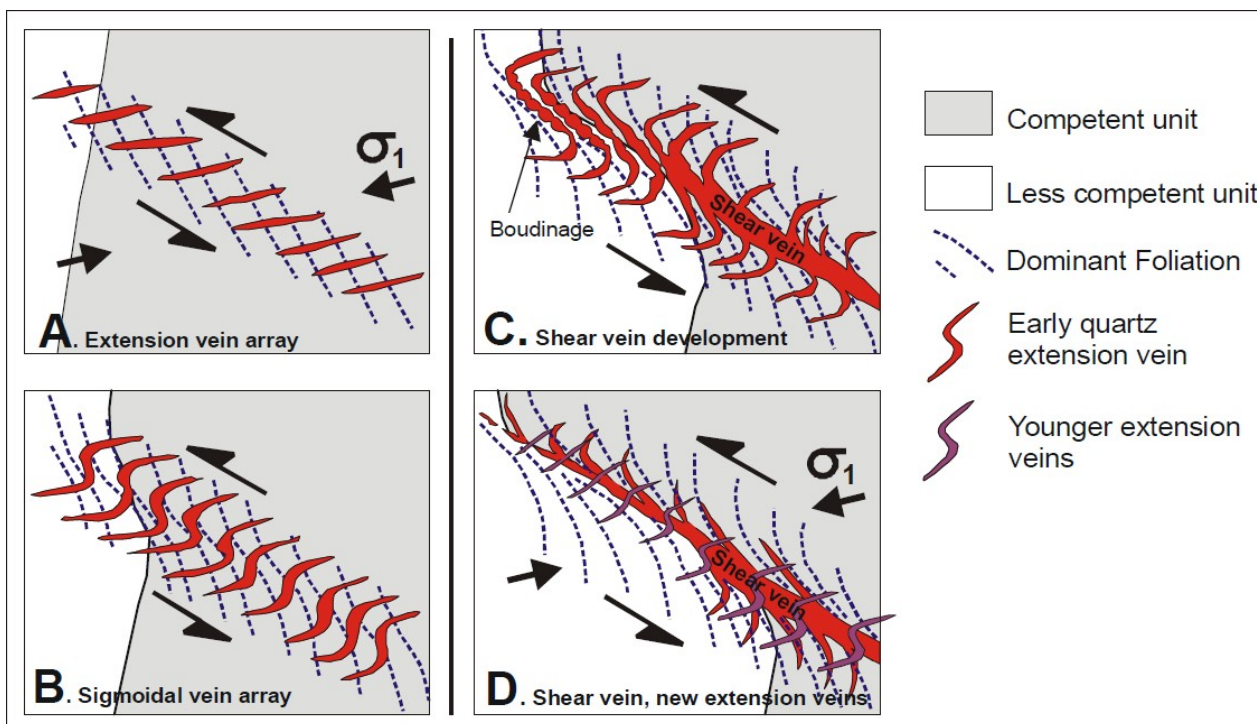 σ1
A. Extension vein array
B. Sigmoidal vein array
Boudinage
Shear vein
C. Shear vein development
σ1
Shear vein
D. Shear vein, new extension veins
Competent unit
Less competent unit
Dominant Foliation
Early quartz
extension vein
Younger extension
veins